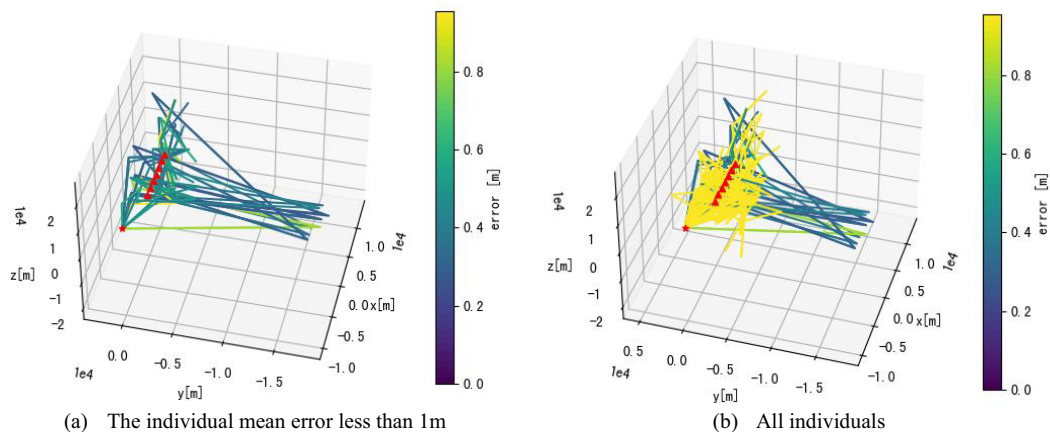 1e4
2
1
0
-1
-2
z[m]
1e4
0.0
-0.5
-1.0
-1.5
y[m]
1e4
1.0
0.5
0.0
-0.5
-1.0
x[m]
0.8
0.6
0.4
0.2
0.0
error [m]
(a) The individual mean error less than 1m
1e4
2
1
0
-1
-2
z[m]
1e4
0.5
0.0
-0.5
-1.0
-1.5
y[m]
1e4
1.0
0.5
0.0
-0.5
-1.0
x[m]
0.8
0.6
0.4
0.2
0.0
error [m]
(b) All individuals